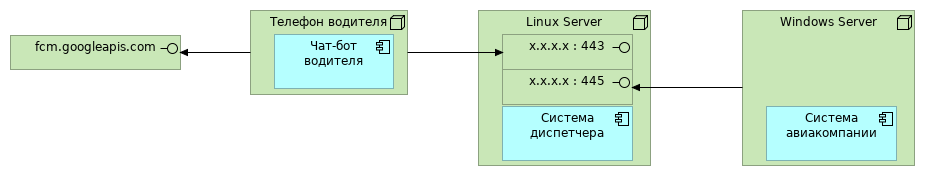 fcm.googleapis.com
Телефон водителя
Чат-бот
водителя
Linux Server
x.x.x.x : 443
x.x.x.x : 445
Система
диспетчера
Windows Server
Система
авиакомпании